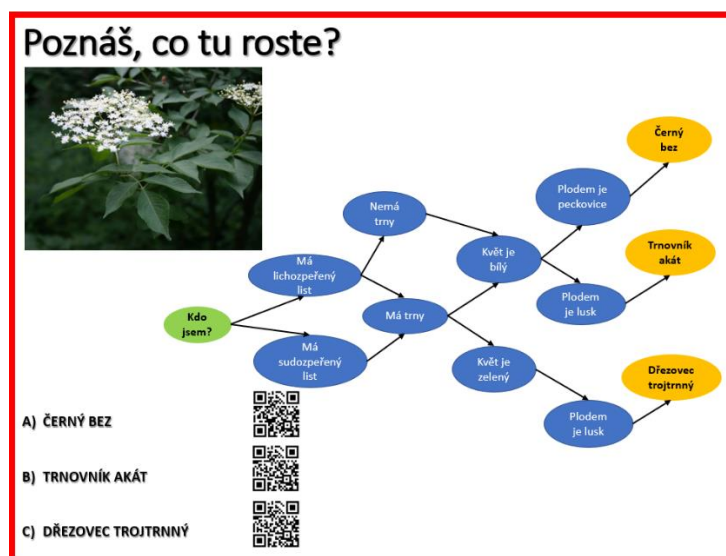 Poznáš, co tu roste?
Černý
bez
Plodem je
peckovice
Nemá
trny
Květ je
bílý
Trnovník
akát
Má
lichozpeřený
list
Plodem
je lusk
Kdo
jsem?
Má trny
Má
sudozpeřený
list
Květ je
zelený
Dřezovec
trojtrnný
Plodem
je lusk
A) ČERNÝ BEZ
B) TRNOVNÍK AKÁT
C) DŘEZOVEC TROJTRNNÝ